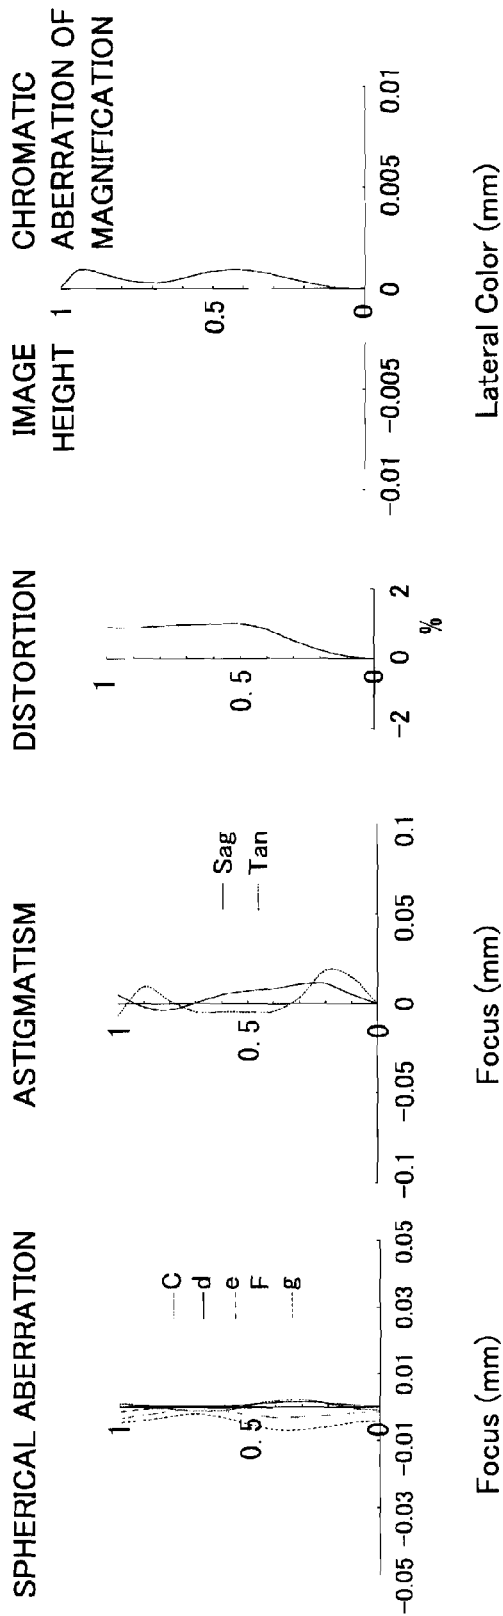 SPHERICAL ABERRATION
1
0.5
0
C
d
e
F
g
-0.05 -0.03 -0.01 0.01 0.03 0.05
Focus (mm)
ASTIGMATISM
1
0.5
0
Sag
Tan
-0.1 -0.05 0 0.05 0.1
Focus (mm)
DISTORTION
1
0.5
0
-2 0 2
%
IMAGE
HEIGHT
CHROMATIC
ABERRATION OF
MAGNIFICATION
1
0.5
0
-0.01 -0.005 0 0.005 0.01
Lateral Color (mm)